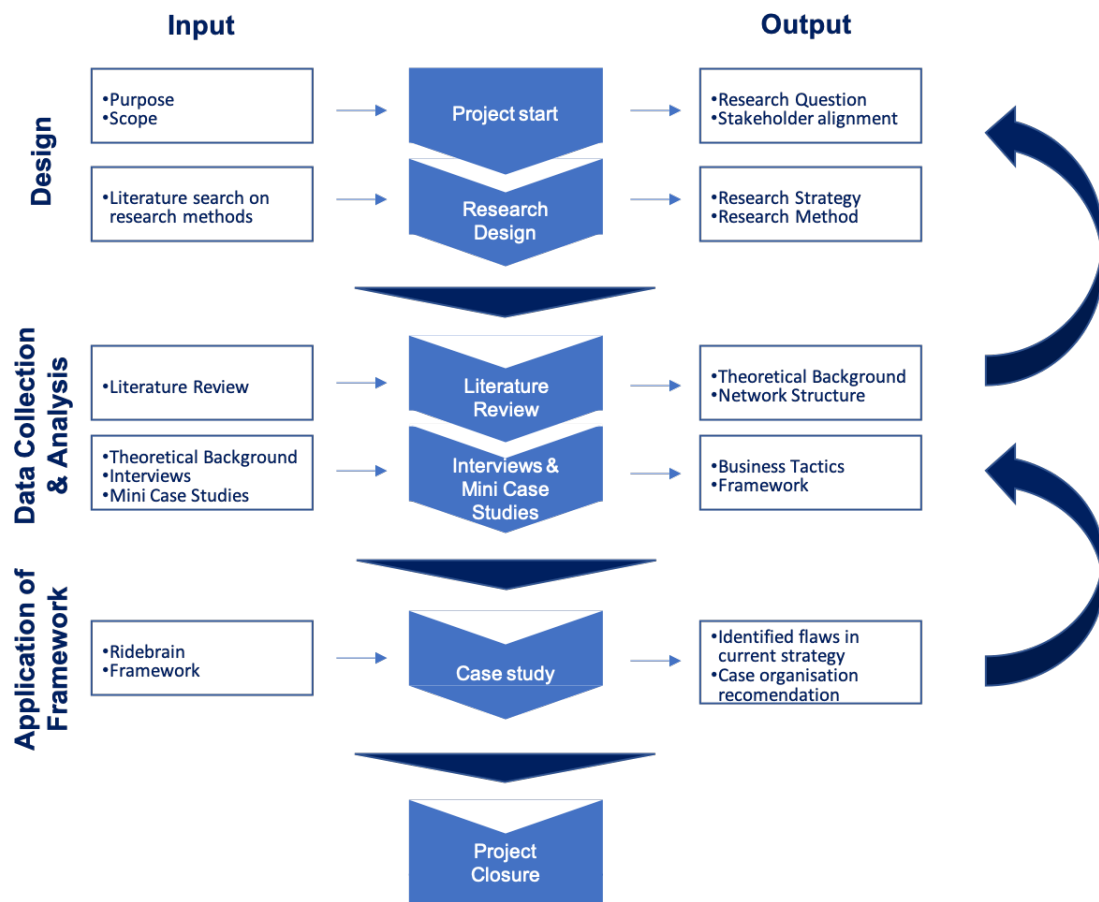 Input
Output
Design
•Purpose
•Scope
Project start
•Research Question
•Stakeholder alignment
•Literature search on
research methods
Research
Design
•Research Strategy
•Research Method
Data Collection
& Analysis
•Literature Review
Literature
Review
•Theoretical Background
•Network Structure
•Theoretical Background
•Interviews
•Mini Case Studies
Interviews &
Mini Case
Studies
•Business Tactics
•Framework
Application of
Framework
•Ridebrain
•Framework
Case study
•Identified flaws in
current strategy
•Case organisation
recomendation
Project
Closure